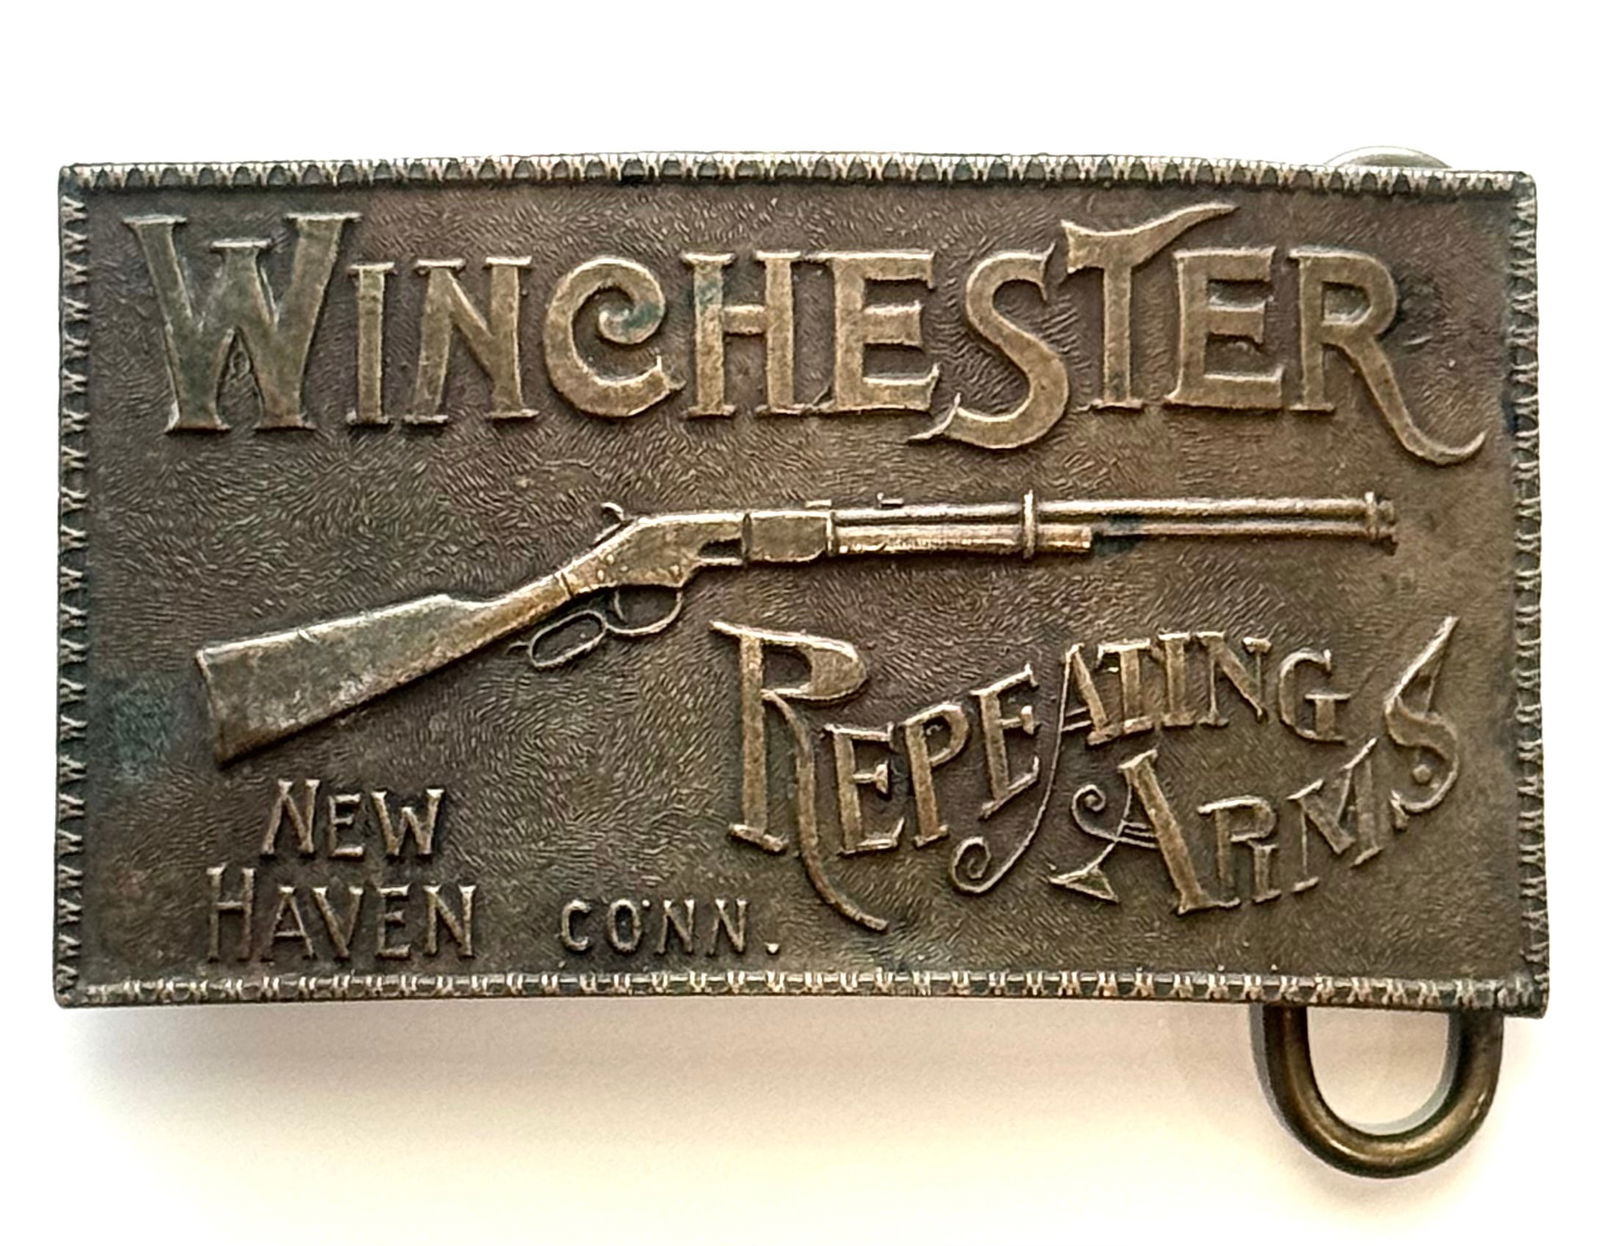 WINCHESTER
REPEATING
ARMS
NEW
HAVEN CONN.